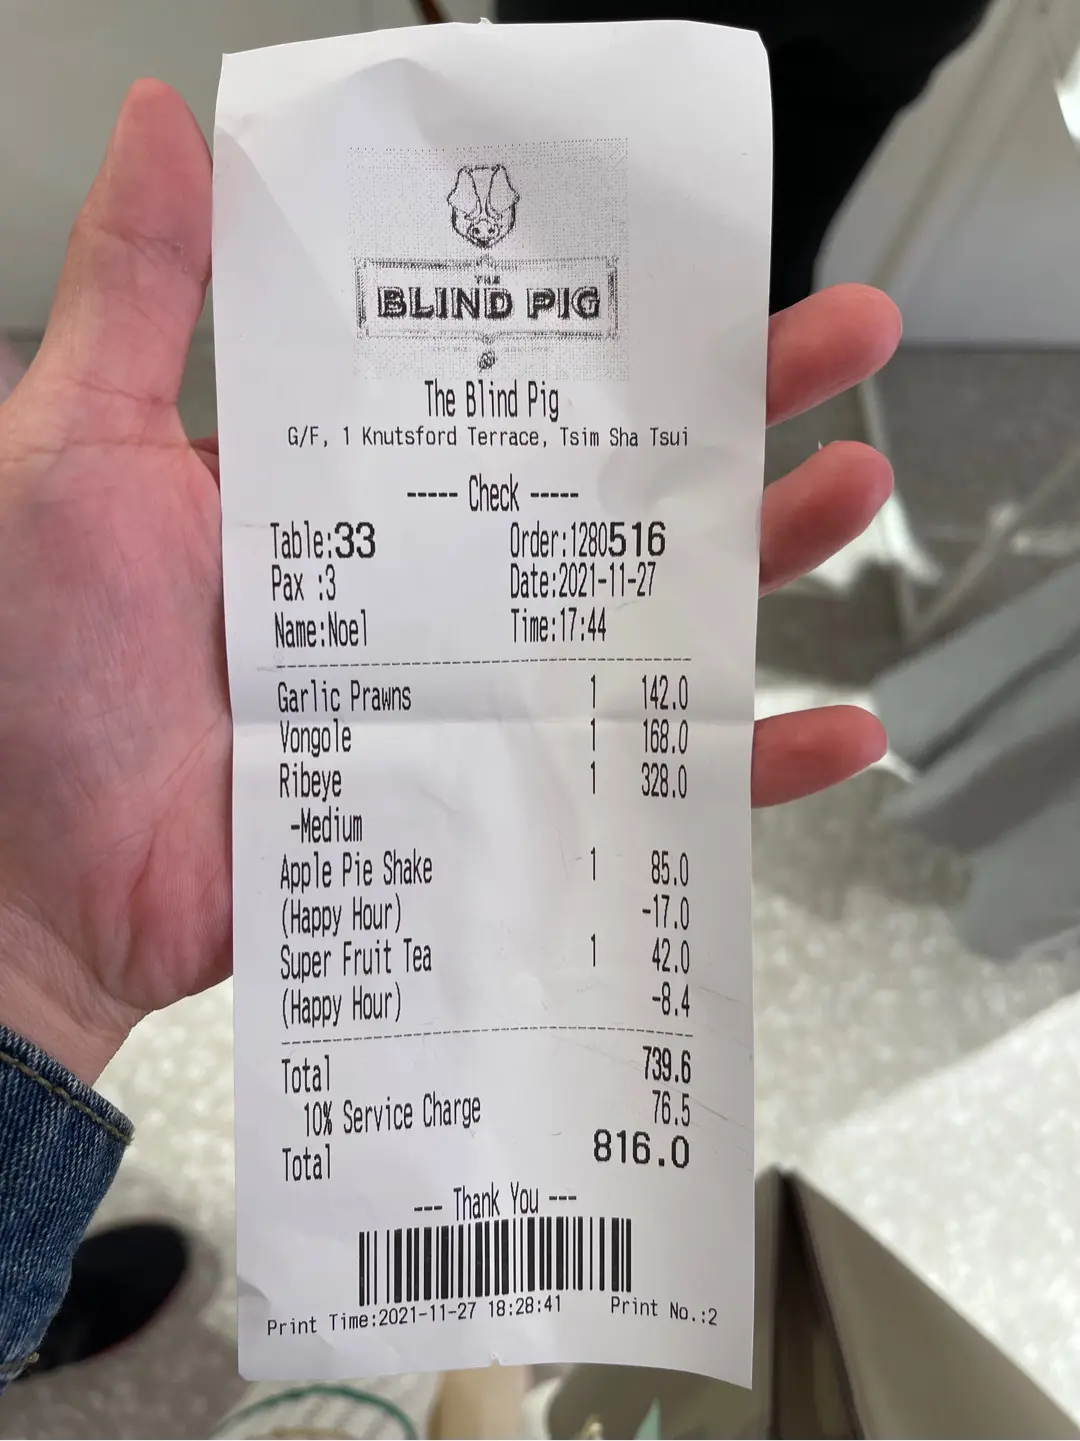 THE
BLIND PIG
The Blind Pig
G/F, 1 Knutsford Terrace, Tsim Sha Tsui
----- Check -----
Table:33 Order:1280516
Pax :3 Date:2021-11-27
Name:Noel Time:17:44
Garlic Prawns 1 142.0
Vongole 1 168.0
Ribeye 1 328.0
-Medium
Apple Pie Shake 1 85.0
(Happy Hour) -17.0
Super Fruit Tea 1 42.0
(Happy Hour) -8.4
Total 739.6
10% Service Charge 76.5
Total 816.0
--- Thank You ---
Print Time:2021-11-27 18:28:41 Print No.:2